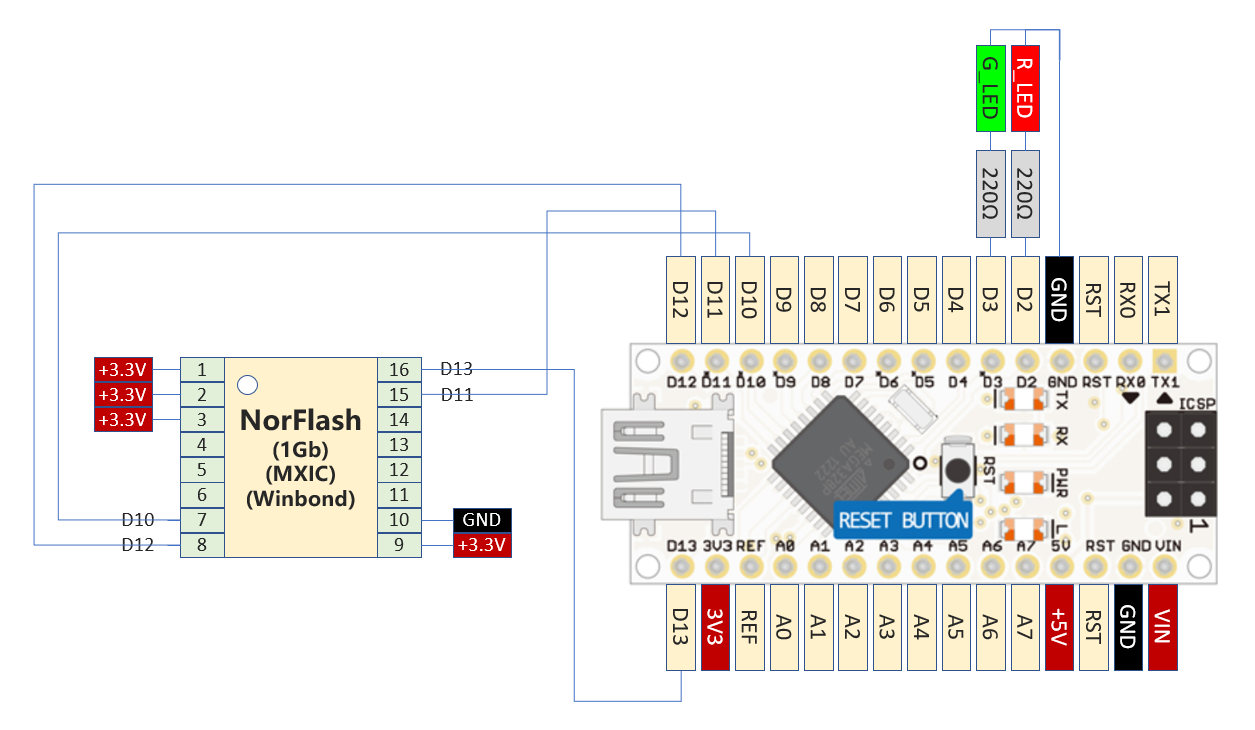 G_LED
R_LED
220Ω
220Ω
D12
D11
D10
D9
D8
D7
D6
D5
D4
D3
D2
GND
RST
RX0
TX1
D12
D11
D10
D9
D8
D7
D6
D5
D4
D3
D2
GND
RST
RX0
TX1
TX
RX
PWR
L
ICSP
1
RST
RESET BUTTON
+3.3V
+3.3V
+3.3V
1
2
3
4
5
6
7
8
NorFlash
(1Gb)
(MXIC)
(Winbond)
16
15
14
13
12
11
10
9
D13
D11
D10
D12
GND
+3.3V
D13
3V3
REF
A0
A1
A2
A3
A4
A5
A6
A7
5V
RST
GND
VIN
D13
3V3
REF
A0
A1
A2
A3
A4
A5
A6
A7
+5V
RST
GND
VIN